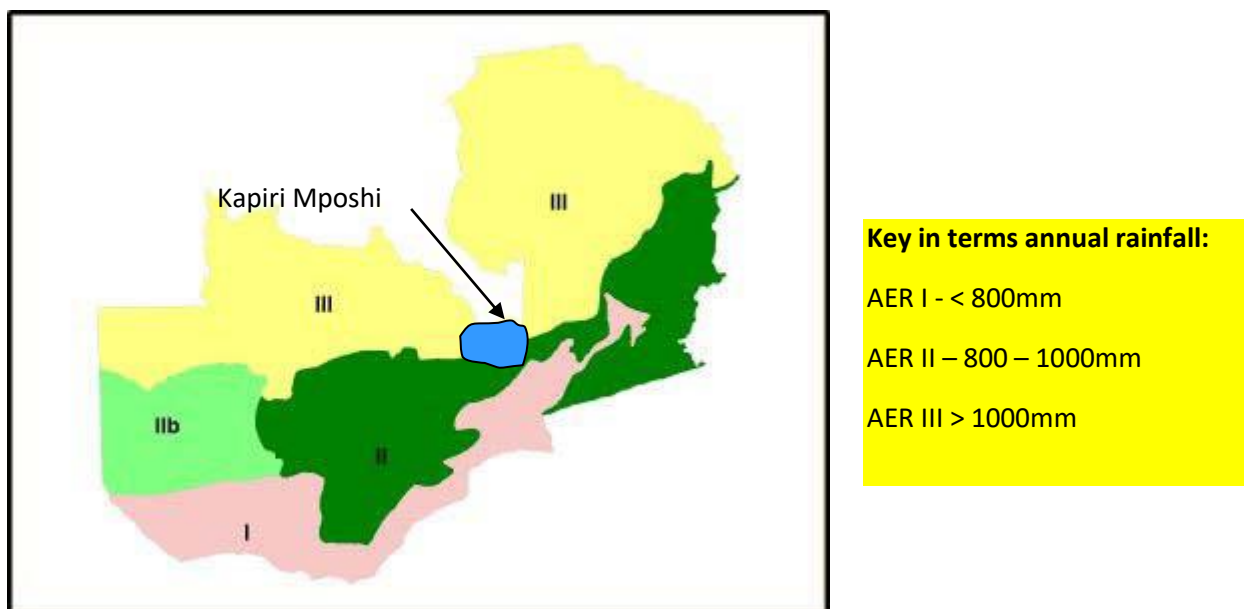 Kapiri Mposhi
III
III
IIb
II
I
Key in terms annual rainfall:
AER I - < 800mm
AER II – 800 – 1000mm
AER III > 1000mm